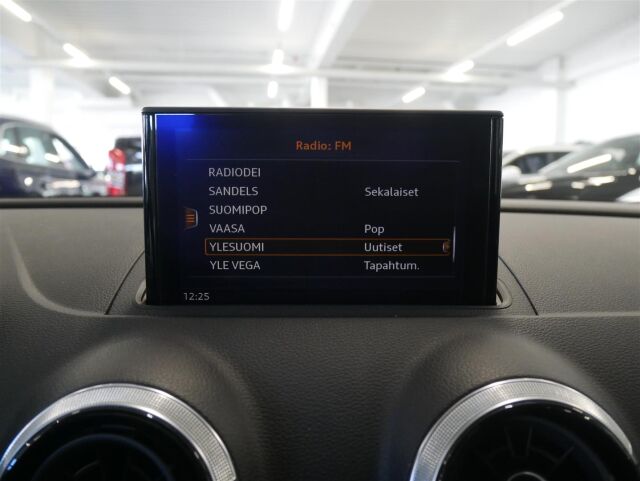 Radio: FM
RADIODEI
SANDELS Sekalaiset
SUOMIPOP
VAASA Pop
YLESUOMI Uutiset
YLE VEGA Tapahtum.
12:25